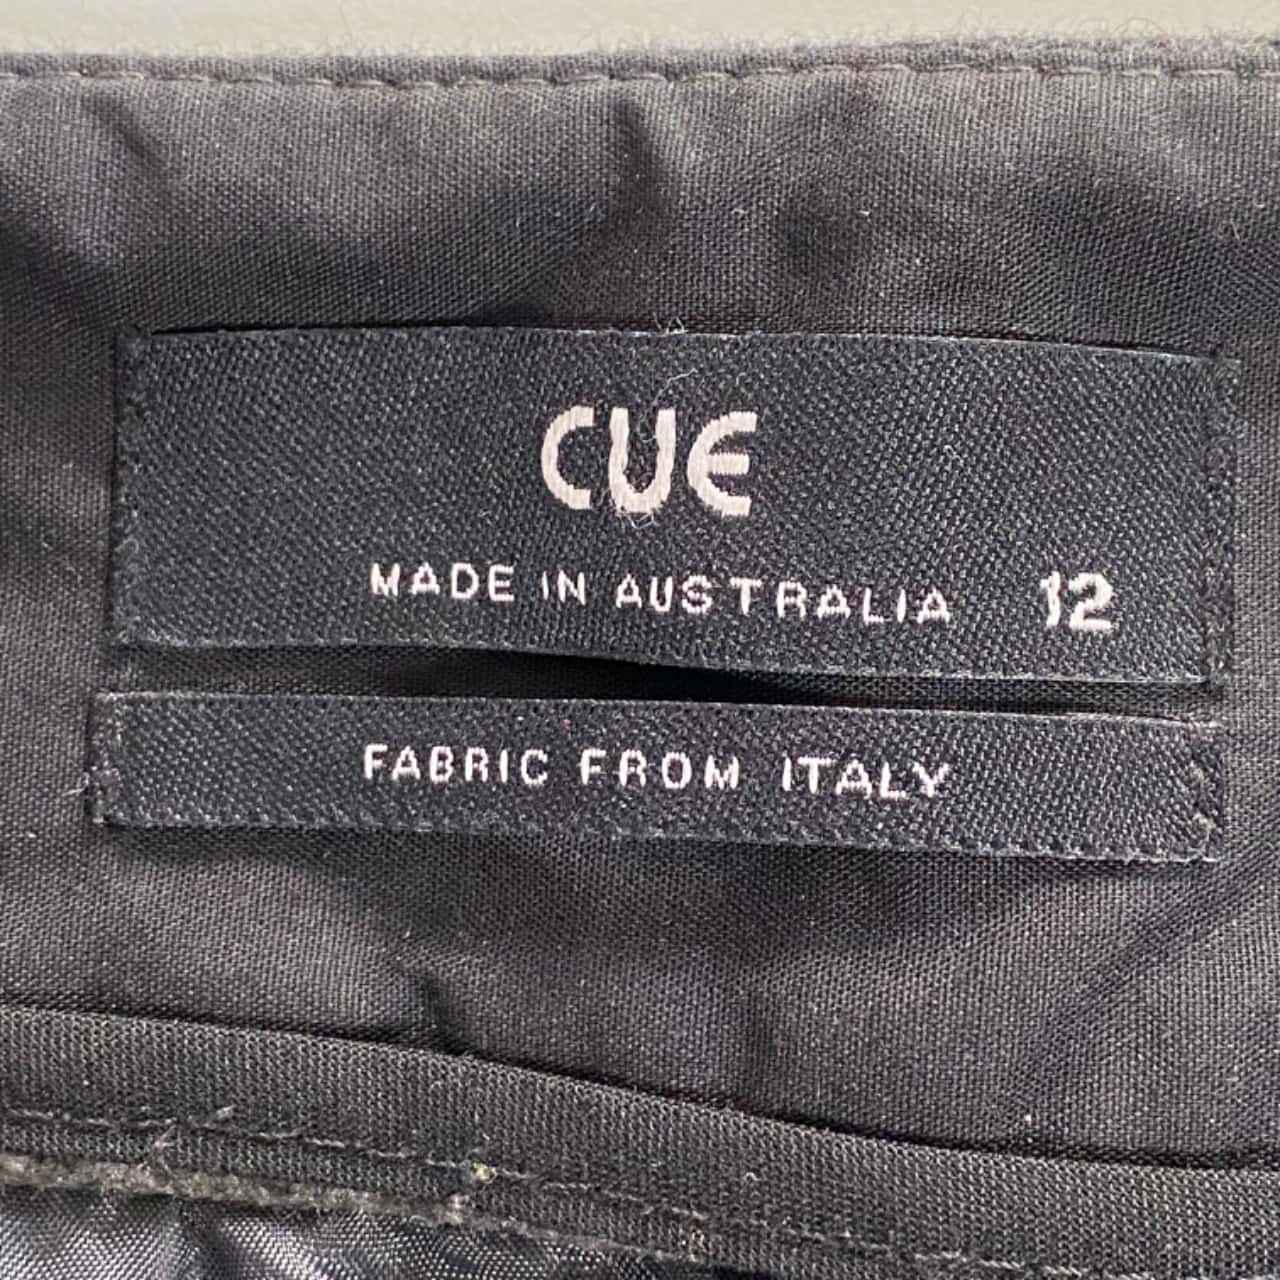 CUE
MADE IN AUSTRALIA 12
FABRIC FROM ITALY